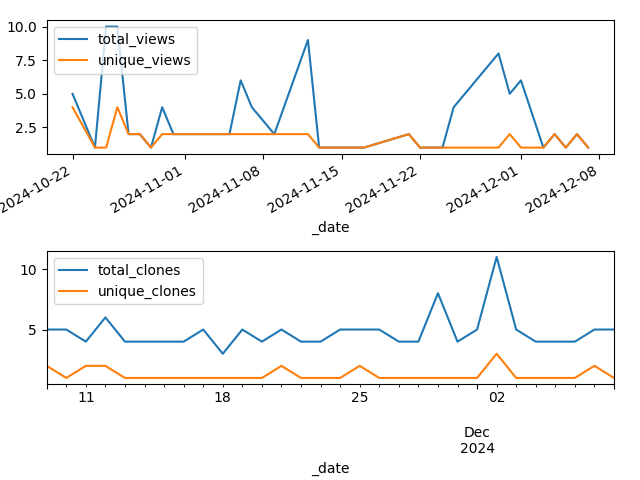 10.0
7.5
5.0
2.5
total_views
unique_views
2024-10-22
2024-11-01
2024-11-08
2024-11-15
2024-11-22
2024-12-01
2024-12-08
_date
10
5
total_clones
unique_clones
11
18
25
02
Dec
2024
_date